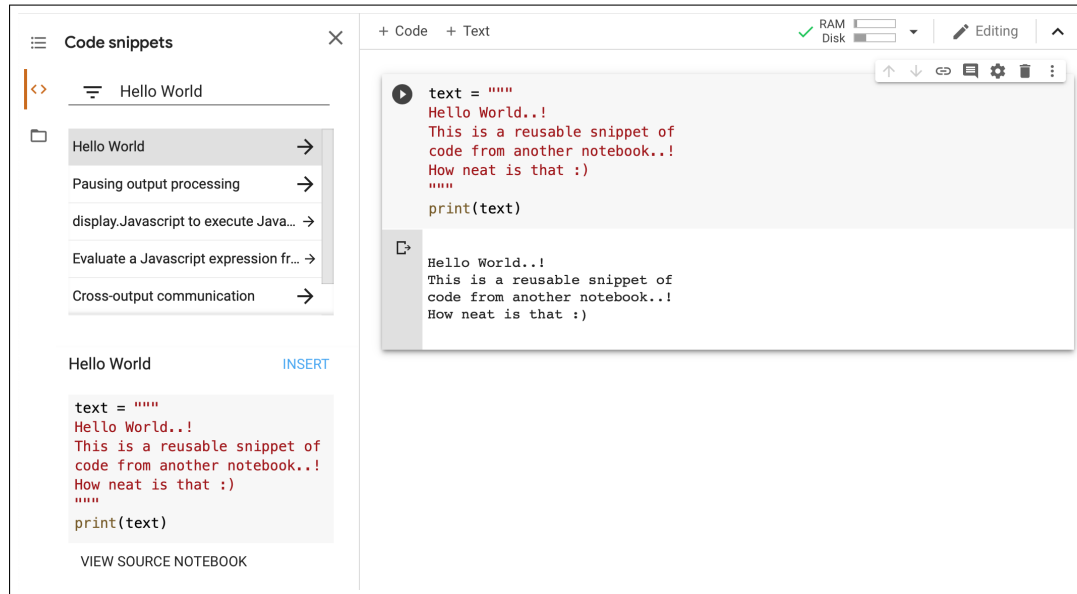 Code snippets
Hello World
Hello World
Pausing output processing
display.Javascript to execute Java...
Evaluate a Javascript expression fr...
Cross-output communication
Hello World INSERT
text = """
Hello World..!
This is a reusable snippet of
code from another notebook..!
How neat is that :)
"""
print(text)
VIEW SOURCE NOTEBOOK
+ Code + Text
RAM
Disk
Editing
text = """
Hello World..!
This is a reusable snippet of
code from another notebook..!
How neat is that :)
"""
print(text)
Hello World..!
This is a reusable snippet of
code from another notebook..!
How neat is that :)